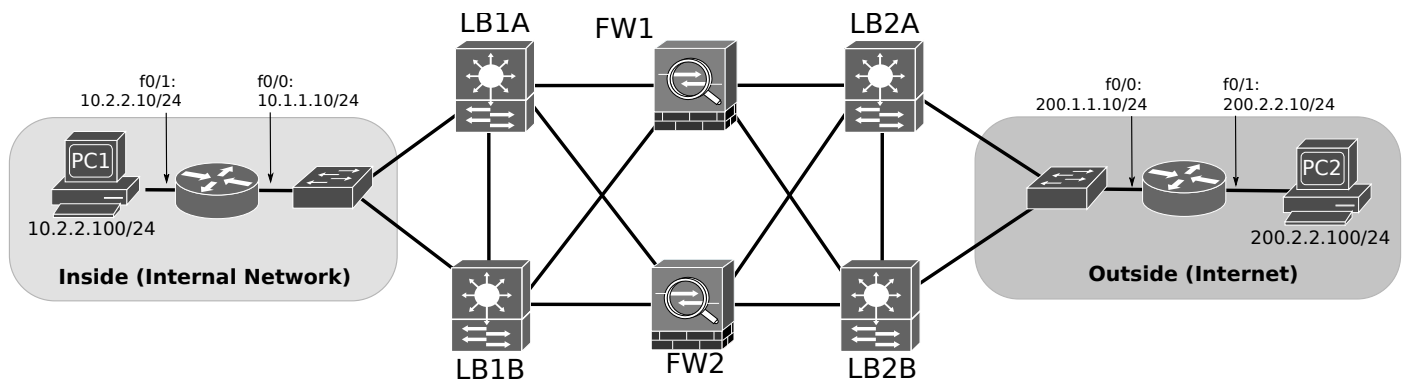 LB1A
FW1
LB2A
f0/1:
10.2.2.10/24
f0/0:
10.1.1.10/24
f0/0:
200.1.1.10/24
f0/1:
200.2.2.10/24
PC1
10.2.2.100/24
Inside (Internal Network)
PC2
200.2.2.100/24
Outside (Internet)
LB1B
FW2
LB2B